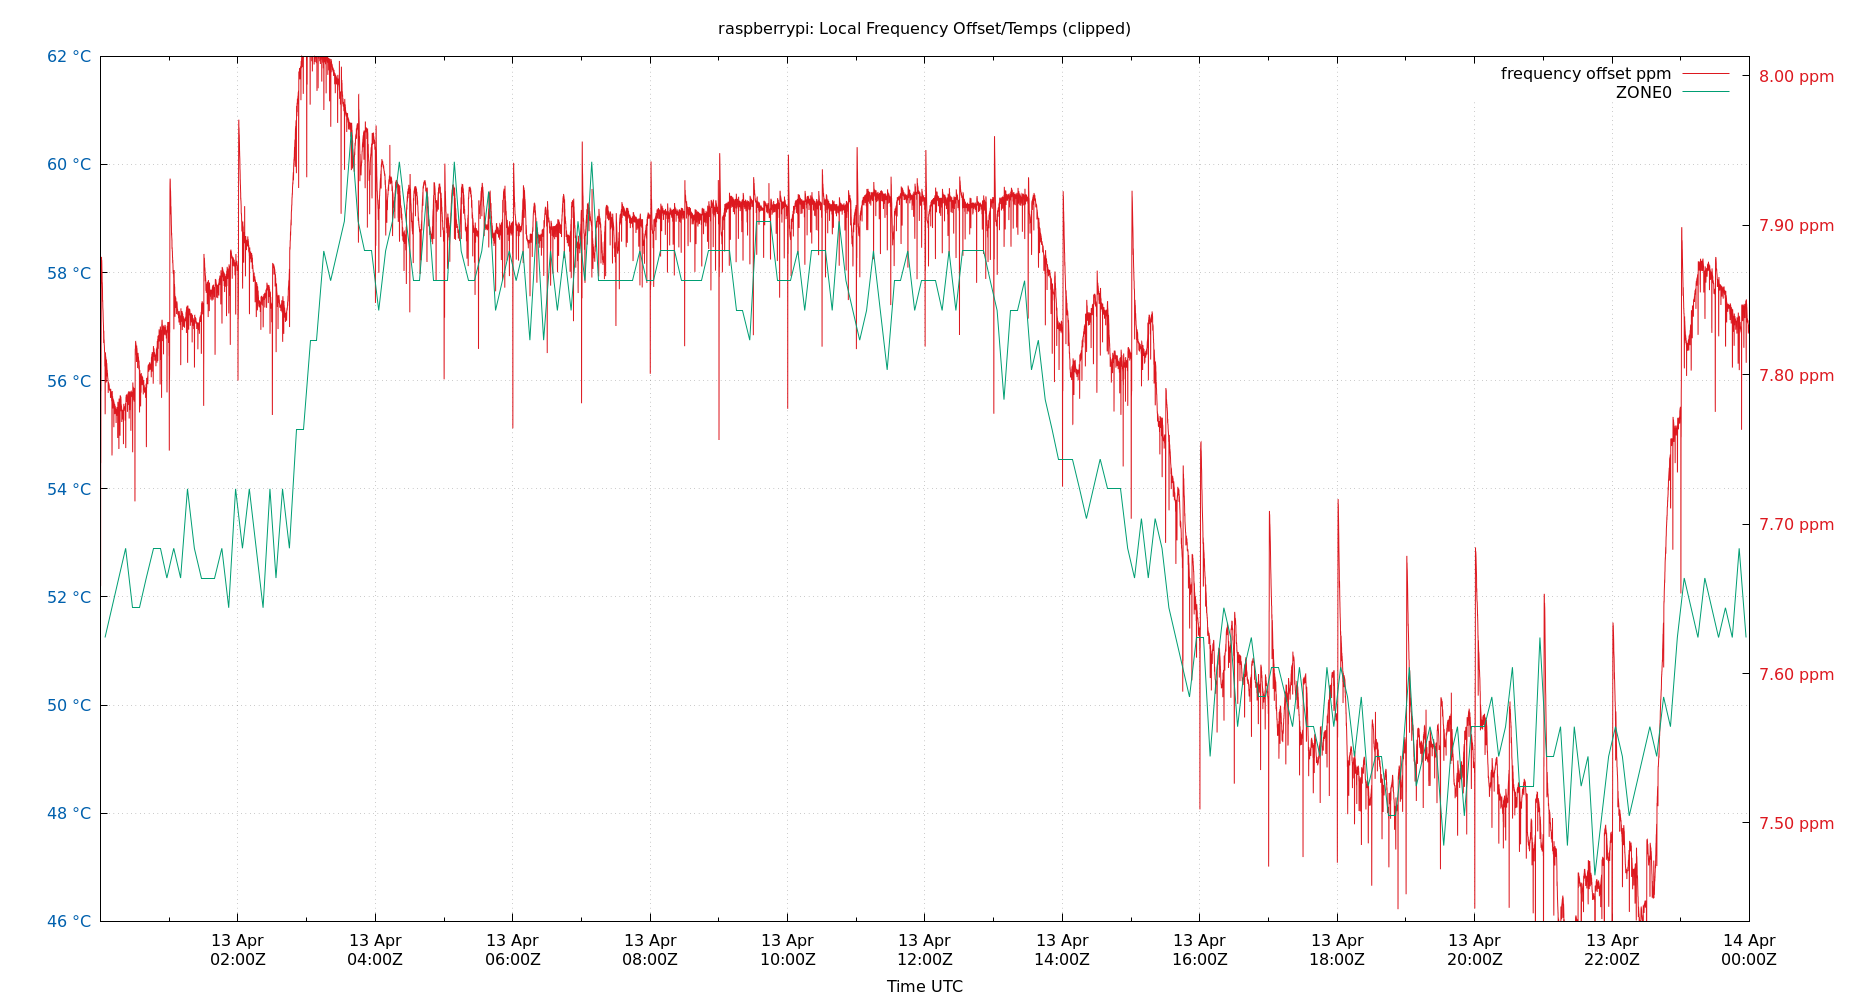 raspberrypi: Local Frequency Offset/Temps (clipped)
62 °C
60 °C
58 °C
56 °C
54 °C
52 °C
50 °C
48 °C
46 °C
frequency offset ppm
ZONE0
8.00 ppm
7.90 ppm
7.80 ppm
7.70 ppm
7.60 ppm
7.50 ppm
13 Apr 13 Apr 13 Apr 13 Apr 13 Apr 13 Apr 13 Apr 13 Apr 13 Apr 13 Apr 13 Apr 14 Apr
02:00Z 04:00Z 06:00Z 08:00Z 10:00Z 12:00Z 14:00Z 16:00Z 18:00Z 20:00Z 22:00Z 00:00Z
Time UTC